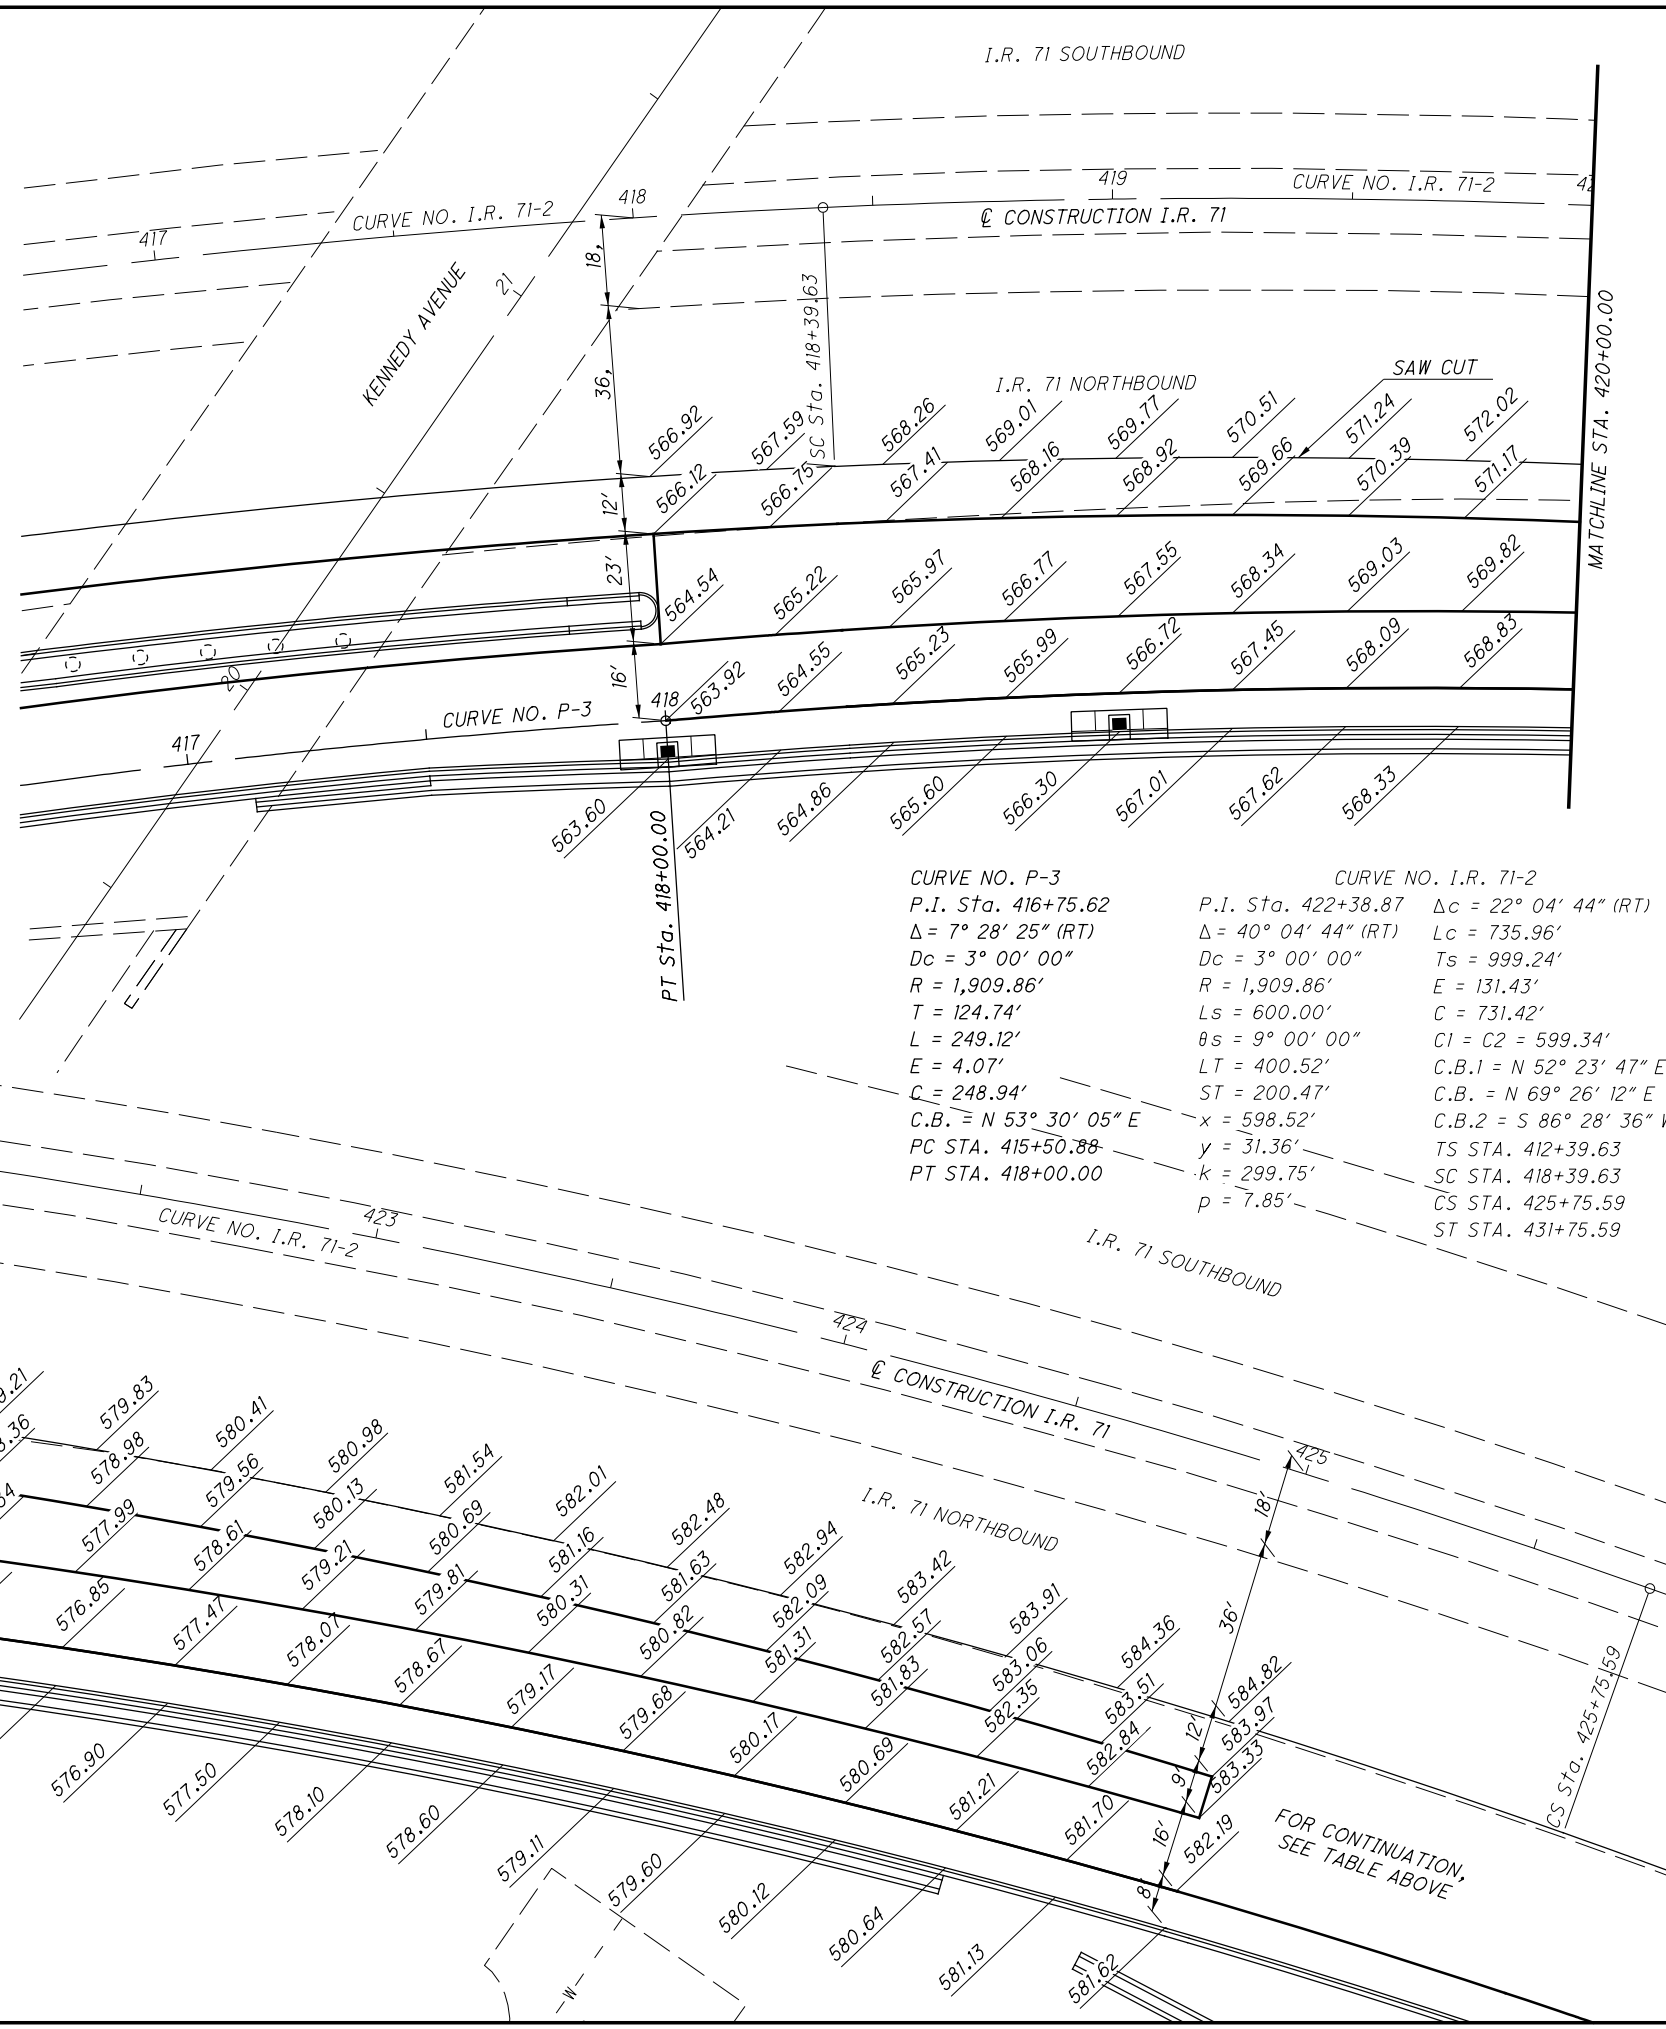 I.R. 71 SOUTHBOUND
419
CURVE NO. I.R. 71-2
418
CURVE NO. I.R. 71-2
℄ CONSTRUCTION I.R. 71
417
18'
21
KENNEDY AVENUE
SC Sta. 418+39.63
MATCHLINE STA. 420+00.00
36'
I.R. 71 NORTHBOUND
SAW CUT
566.92
567.59
568.26
569.01
569.77
570.51
571.24
572.02
566.12
566.75
567.41
568.16
568.92
569.66
570.39
571.17
12'
23'
564.54
565.22
565.97
566.77
567.55
568.34
569.03
569.82
16'
20
418
563.92
564.55
565.23
565.99
566.72
567.45
568.09
568.83
CURVE NO. P-3
417
563.60
564.21
564.86
565.60
566.30
567.01
567.62
568.33
PT Sta. 418+00.00
CURVE NO. P-3
P.I. Sta. 416+75.62
Δ = 7° 28' 25" (RT)
Dc = 3° 00' 00"
R = 1,909.86'
T = 124.74'
L = 249.12'
E = 4.07'
C = 248.94'
C.B. = N 53° 30' 05" E
PC STA. 415+50.88
PT STA. 418+00.00
CURVE NO. I.R. 71-2
P.I. Sta. 422+38.87
Δ = 40° 04' 44" (RT)
Dc = 3° 00' 00"
R = 1,909.86'
Ls = 600.00'
θs = 9° 00' 00"
LT = 400.52'
ST = 200.47'
x = 598.52'
y = 31.36'
k = 299.75'
p = 7.85'
Δc = 22° 04' 44" (RT)
Lc = 735.96'
Ts = 999.24'
E = 131.43'
C = 731.42'
C1 = C2 = 599.34'
C.B.1 = N 52° 23' 47" E
C.B. = N 69° 26' 12" E
C.B.2 = S 86° 28' 36"
TS STA. 412+39.63
SC STA. 418+39.63
CS STA. 425+75.59
ST STA. 431+75.59
423
CURVE NO. I.R. 71-2
I.R. 71 SOUTHBOUND
424
℄ CONSTRUCTION I.R. 71
425
I.R. 71 NORTHBOUND
18'
36'
12'
9'
16'
8'
CS Sta. 425+75.59
579.83
580.41
580.98
581.54
582.01
582.48
582.94
583.42
583.91
584.36
584.82
578.98
579.56
580.13
580.69
581.16
581.63
582.09
582.57
583.06
583.51
583.97
577.99
578.61
579.21
579.81
580.31
580.82
581.31
581.83
582.35
582.84
583.33
576.85
577.47
578.07
578.67
579.17
579.68
580.17
580.69
581.21
581.70
582.19
576.90
577.50
578.10
578.60
579.11
579.60
580.12
580.64
581.13
581.62
FOR CONTINUATION,
SEE TABLE ABOVE
W